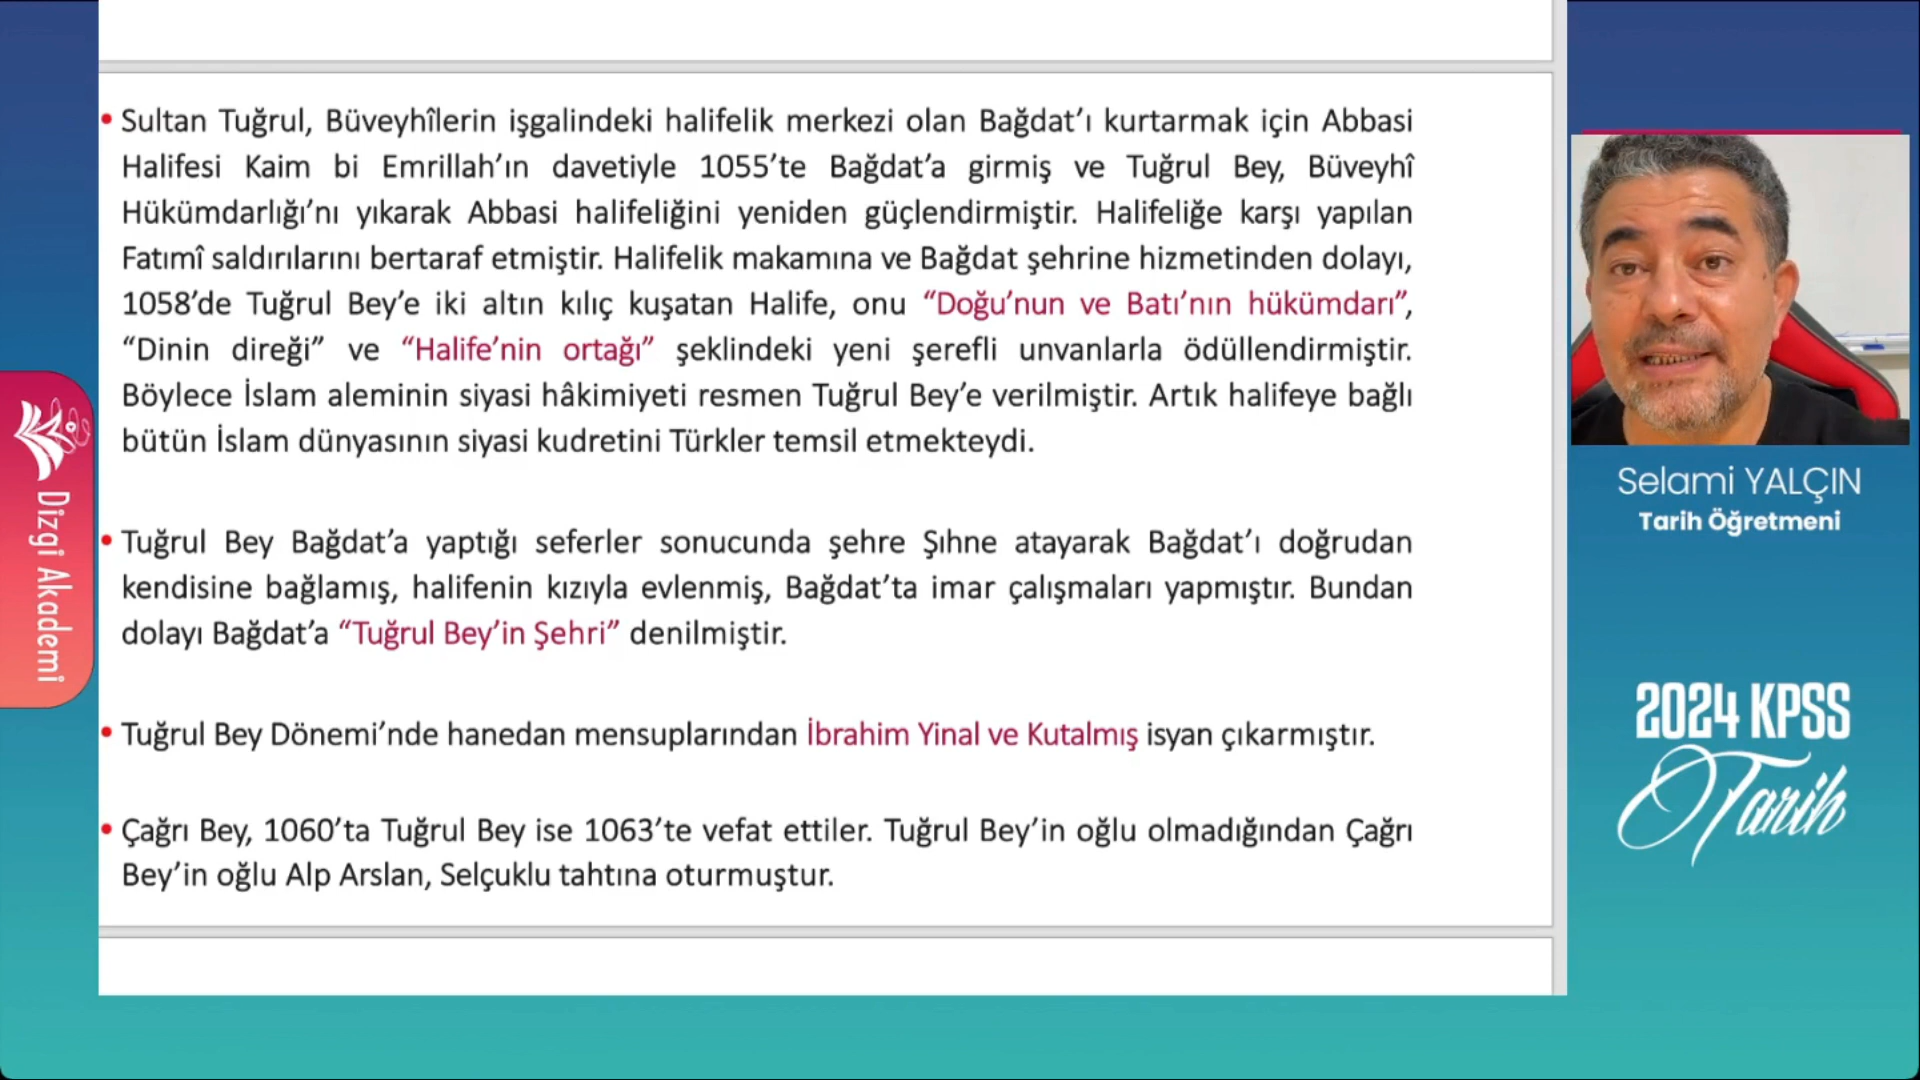 • Sultan Tuğrul, Büveyhîlerin işgalindeki halifelik merkezi olan Bağdat’ı kurtarmak için Abbasi
Halifesi Kaim bi Emrillah’ın davetiyle 1055’te Bağdat’a girmiş ve Tuğrul Bey, Büveyhî
Hükümdarlığı’nı yıkarak Abbasi halifeliğini yeniden güçlendirmiştir. Halifeliğe karşı yapılan
Fatımî saldırılarını bertaraf etmiştir. Halifelik makamına ve Bağdat şehrine hizmetinden dolayı,
1058’de Tuğrul Bey’e iki altın kılıç kuşatan Halife, onu “Doğu’nun ve Batı’nın hükümdarı”,
“Dinin direği” ve “Halife’nin ortağı” şeklindeki yeni şerefli unvanlarla ödüllendirmiştir.
Böylece İslam aleminin siyasi hâkimiyeti resmen Tuğrul Bey’e verilmiştir. Artık halifeye bağlı
bütün İslam dünyasının siyasi kudretini Türkler temsil etmekteydi.
• Tuğrul Bey Bağdat’a yaptığı seferler sonucunda şehre Şıhne atayarak Bağdat’ı doğrudan
kendisine bağlamış, halifenin kızıyla evlenmiş, Bağdat’ta imar çalışmaları yapmıştır. Bundan
dolayı Bağdat’a “Tuğrul Bey’in Şehri” denilmiştir.
• Tuğrul Bey Dönemi’nde hanedan mensuplarından İbrahim Yinal ve Kutalmış isyan çıkarmıştır.
• Çağrı Bey, 1060’ta Tuğrul Bey ise 1063’te vefat ettiler. Tuğrul Bey’in oğlu olmadığından Çağrı
Bey’in oğlu Alp Arslan, Selçuklu tahtına oturmuştur.
Dizgi Akademi
Selami YALÇIN
Tarih Öğretmeni
2024 KPSS
Tarih